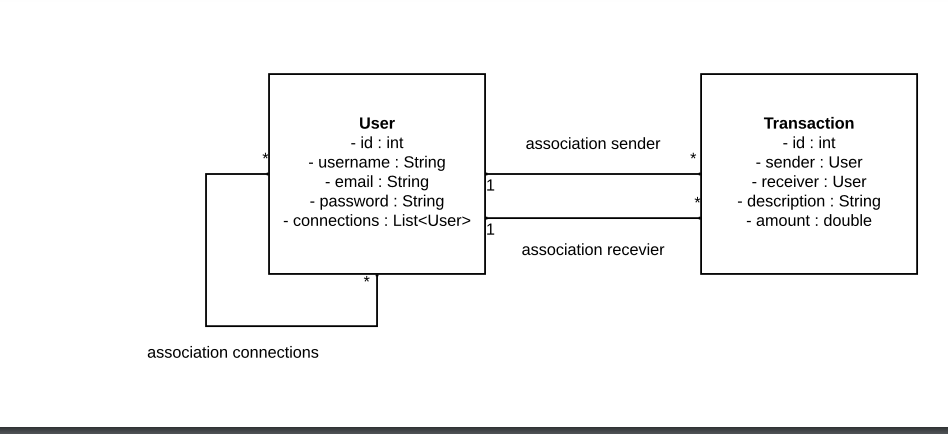 User
- id : int
- username : String
- email : String
- password : String
- connections : List<User>
*
*
association connections
association sender
1
*
1
*
association recevier
Transaction
- id : int
- sender : User
- receiver : User
- description : String
- amount : double